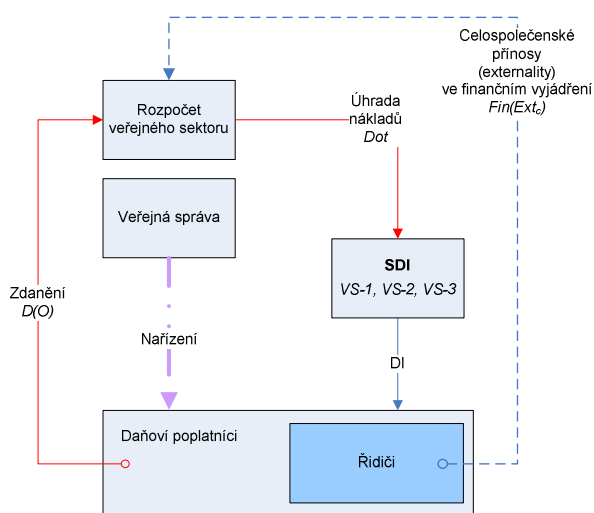 Celospolečenské
přínosy
(externality)
ve finančním vyjádření
Fin(Extc)
Rozpočet
veřejného sektoru
Úhrada
nákladů
Dot
Veřejná správa
SDI
VS-1, VS-2, VS-3
Zdanění
D(O)
Nařízení
DI
Daňoví poplatníci
Řidiči